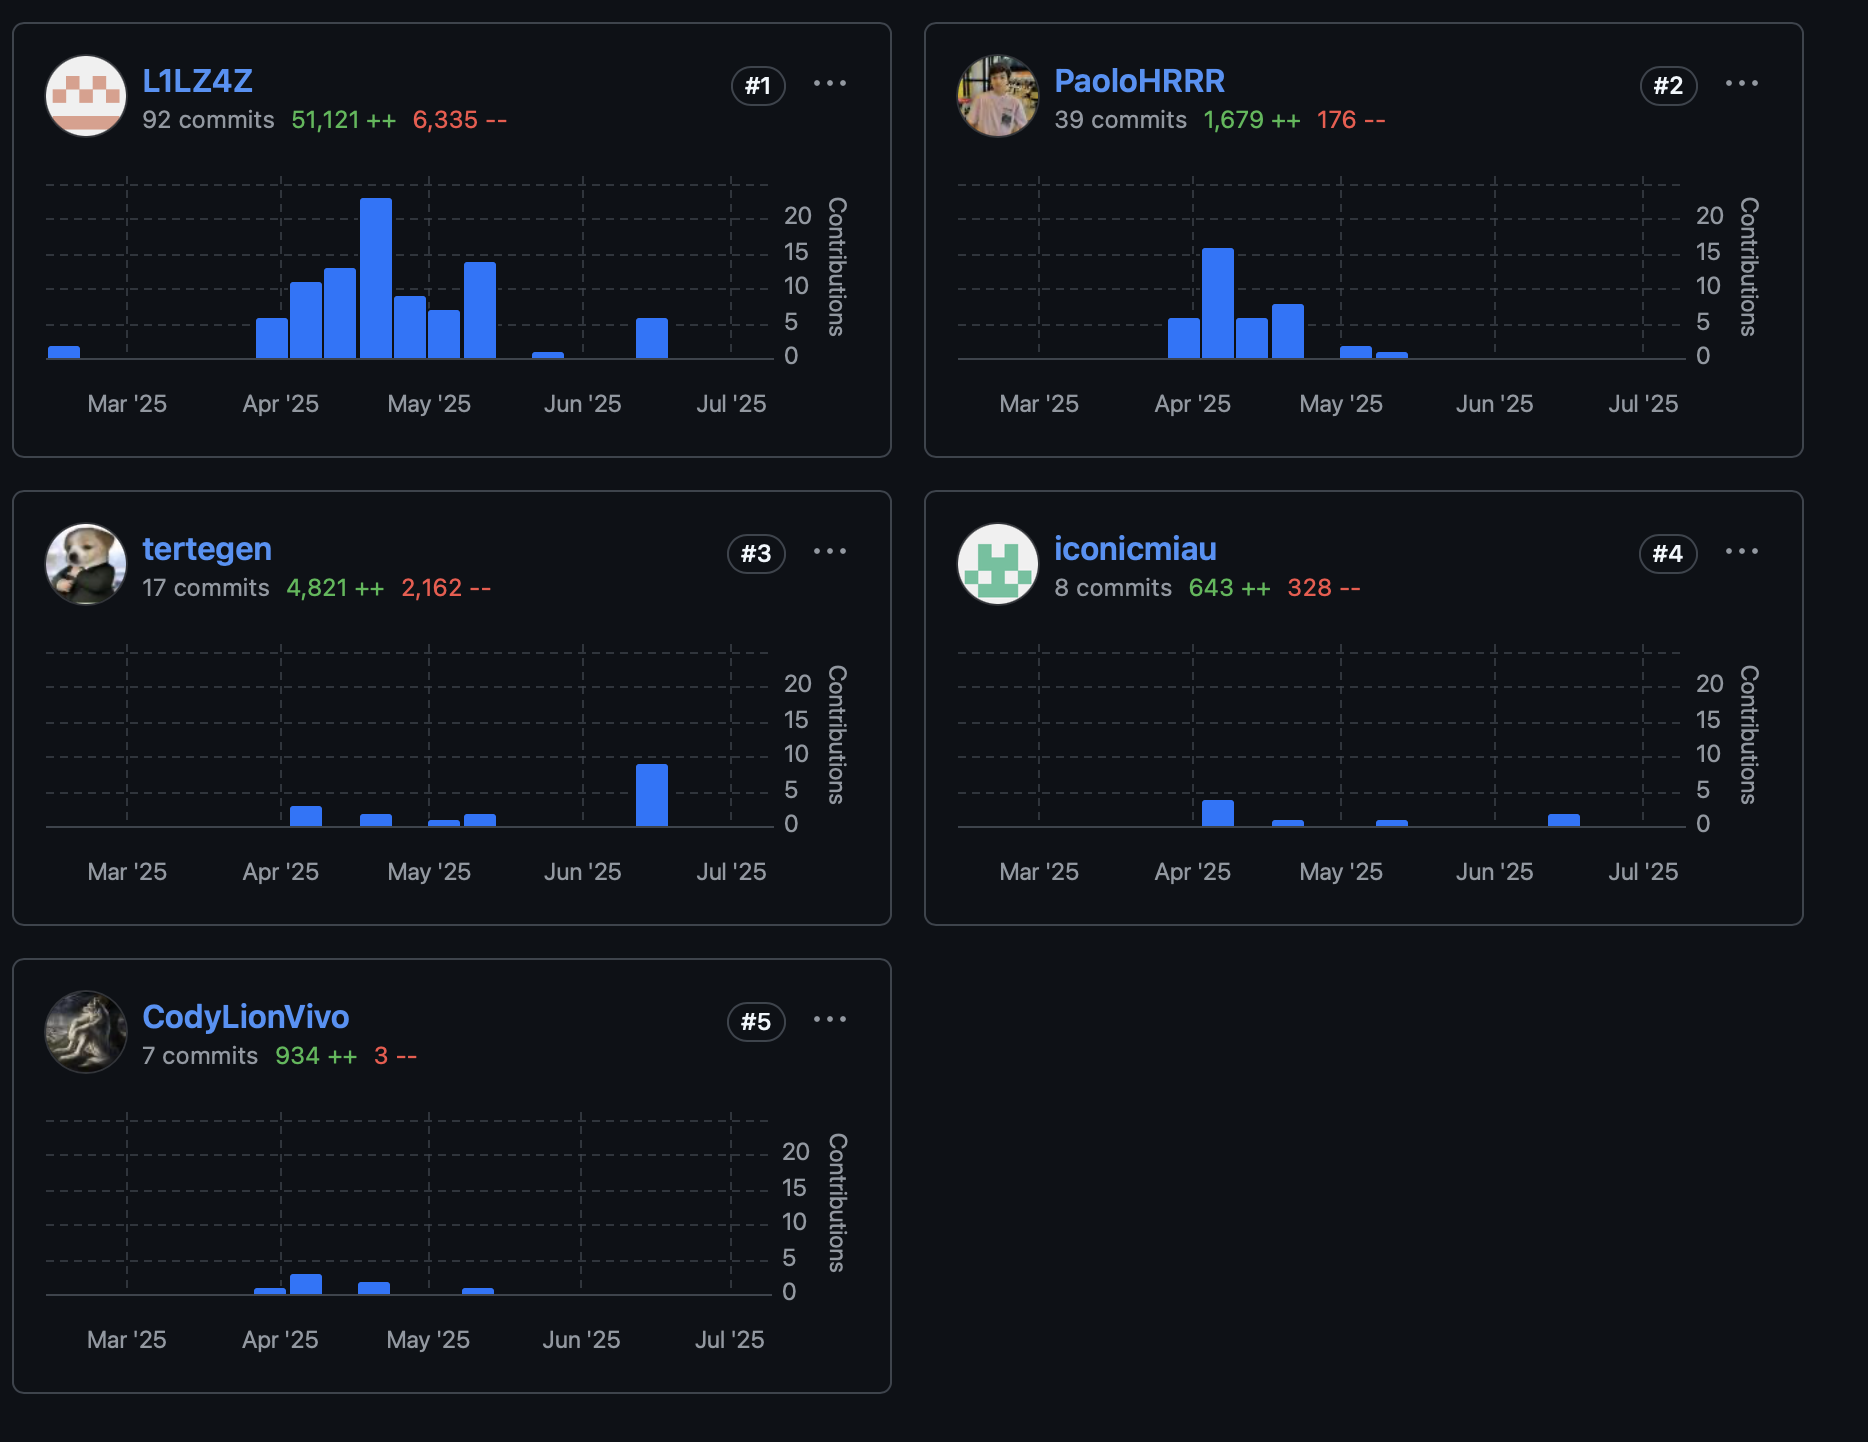 L1LZ4Z
#1
92 commits 51,121 ++ 6,335 --
20
15
10
5
0
Contributions
Mar '25 Apr '25 May '25 Jun '25 Jul '25
PaoloHRRR
#2
39 commits 1,679 ++ 176 --
20
15
10
5
0
Contributions
Mar '25 Apr '25 May '25 Jun '25 Jul '25
tertegen
#3
17 commits 4,821 ++ 2,162 --
20
15
10
5
0
Contributions
Mar '25 Apr '25 May '25 Jun '25 Jul '25
iconicmiau
#4
8 commits 643 ++ 328 --
20
15
10
5
0
Contributions
Mar '25 Apr '25 May '25 Jun '25 Jul '25
CodyLionVivo
#5
7 commits 934 ++ 3 --
20
15
10
5
0
Contributions
Mar '25 Apr '25 May '25 Jun '25 Jul '25